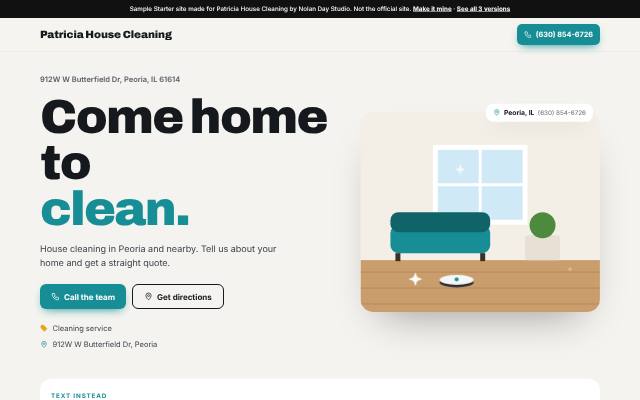 Sample Starter site made for Patricia House Cleaning by Nolan Day Studio. Not the official site. Make it mine · See all 3 versions
Patricia House Cleaning
(630) 854-6726
912W W Butterfield Dr, Peoria, IL 61614
Come home
to
clean.
Peoria, IL (630) 854-6726
House cleaning in Peoria and nearby. Tell us about your
home and get a straight quote.
Call the team
Get directions
Cleaning service
912W W Butterfield Dr, Peoria
TEXT INSTEAD